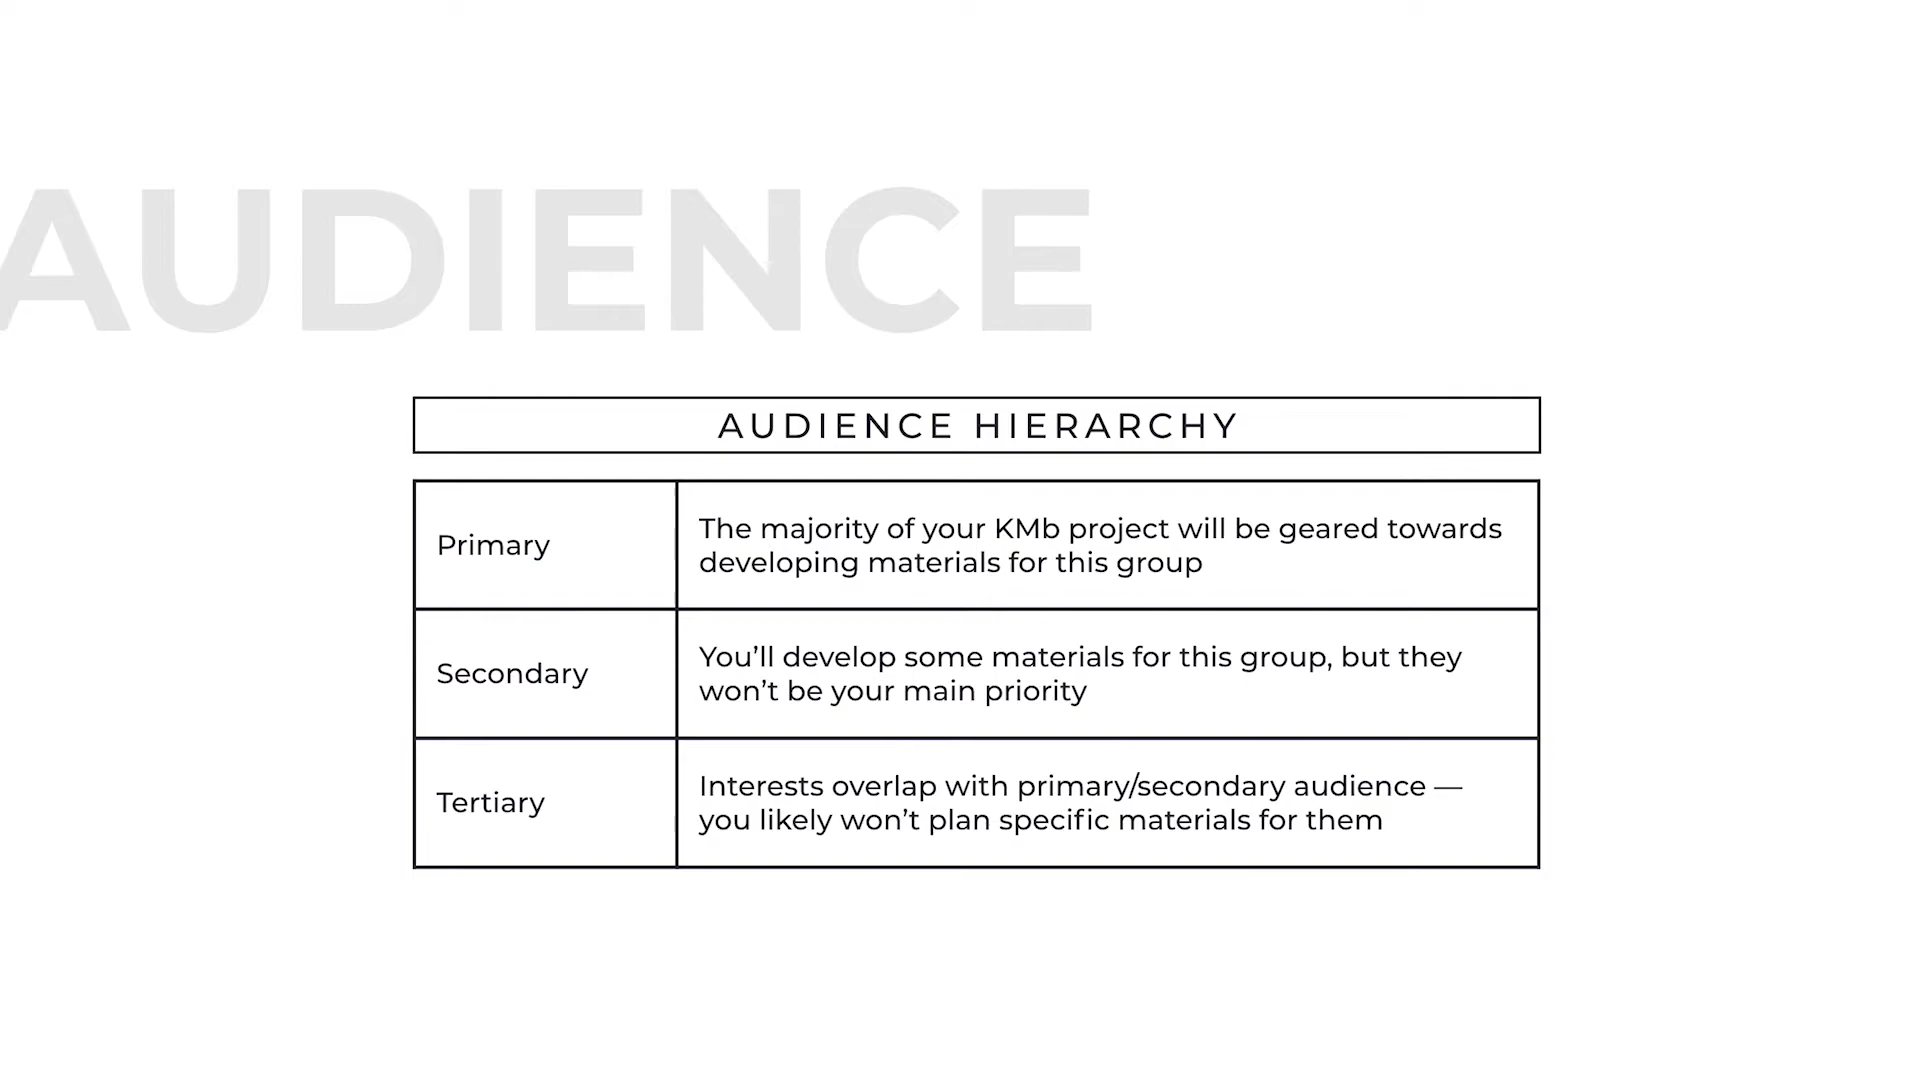 AUDIENCE
AUDIENCE HIERARCHY
Primary
The majority of your KMb project will be geared towards
developing materials for this group
Secondary
You’ll develop some materials for this group, but they
won’t be your main priority
Tertiary
Interests overlap with primary/secondary audience —
you likely won’t plan specific materials for them